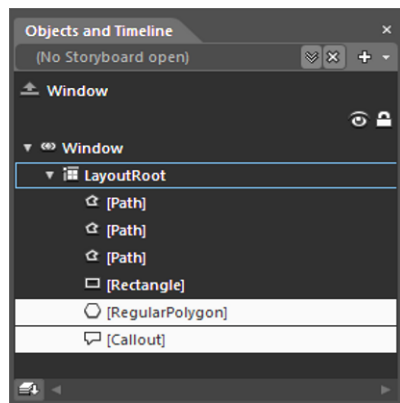 Objects and Timeline
(No Storyboard open)
Window
Window
LayoutRoot
[Path]
[Path]
[Path]
[Rectangle]
[RegularPolygon]
[Callout]